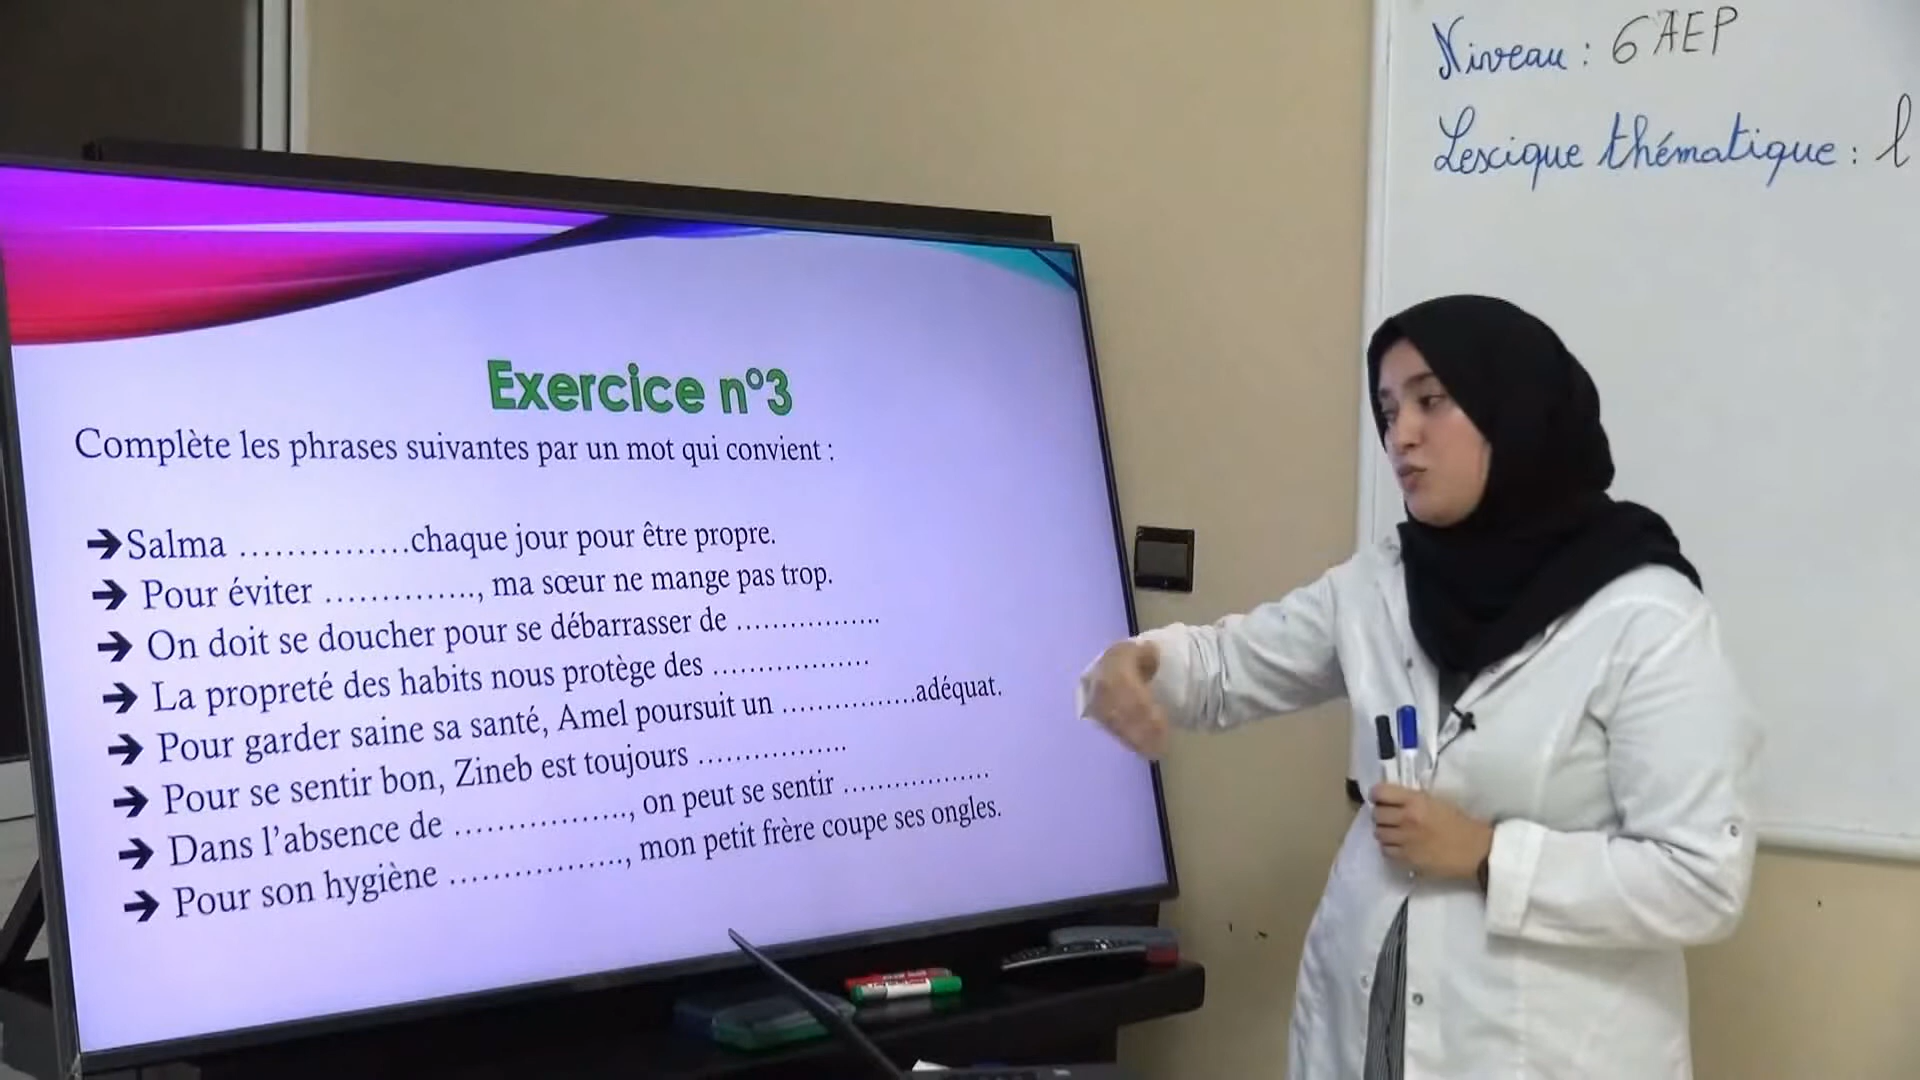 Niveau : 6 AEP
Lexique thématique : l
Exercice n°3
Complète les phrases suivantes par un mot qui convient :
➔ Salma ................chaque jour pour être propre.
➔ Pour éviter ..............., ma sœur ne mange pas trop.
➔ On doit se doucher pour se débarrasser de .................
➔ La propreté des habits nous protège des ..................
➔ Pour garder saine sa santé, Amel poursuit un ................adéquat.
➔ Pour se sentir bon, Zineb est toujours ................
➔ Dans l'absence de .................., on peut se sentir ..................
➔ Pour son hygiène .................., mon petit frère coupe ses ongles.